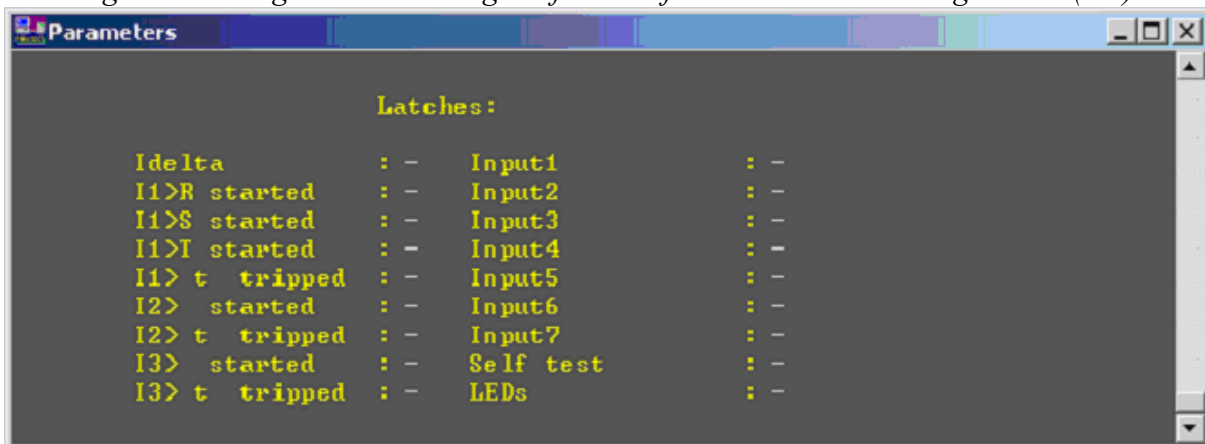 Parameters
Latches:
Idelta : - Input1 : -
I1>R started : - Input2 : -
I1>S started : - Input3 : -
I1>T started : - Input4 : -
I1> t tripped : - Input5 : -
I2> started : - Input6 : -
I2> t tripped : - Input7 : -
I3> started : - Self test : -
I3> t tripped : - LEDs : -